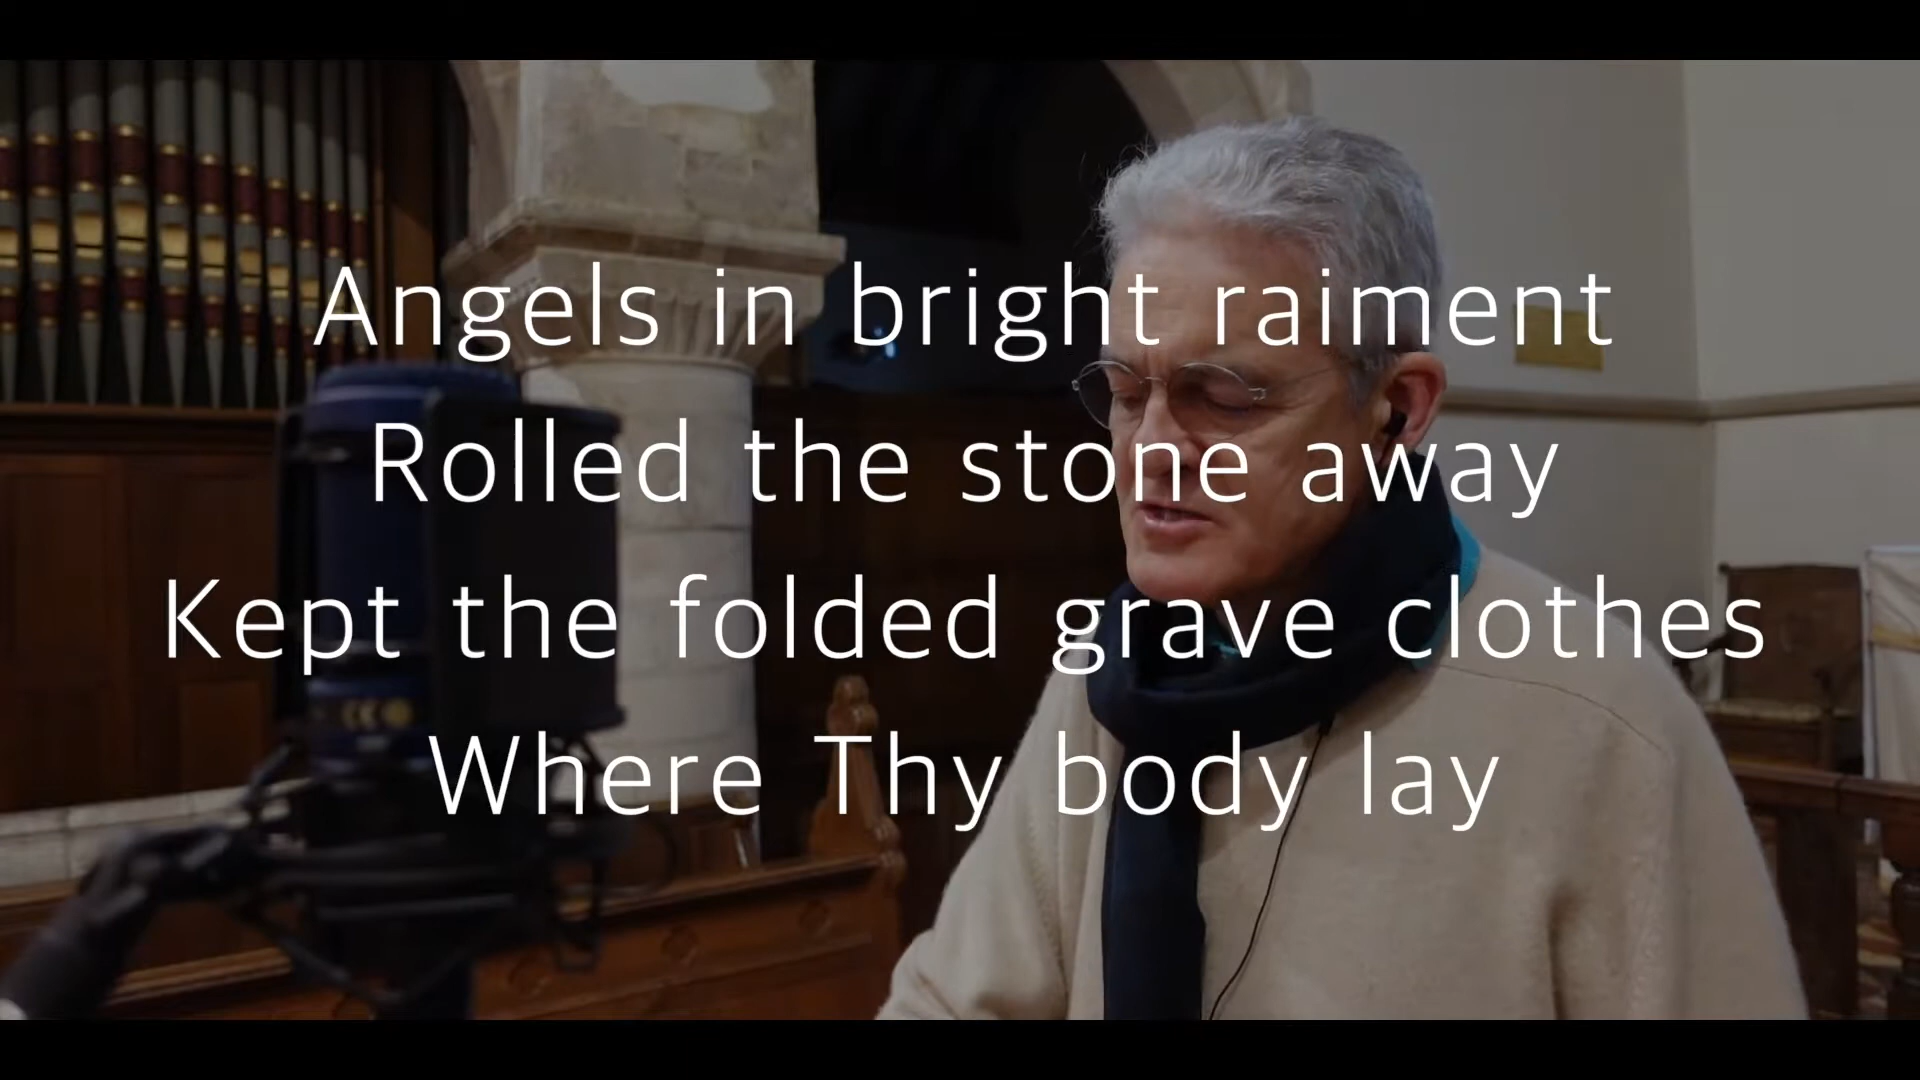 Angels in bright raiment
Rolled the stone away
Kept the folded grave clothes
Where Thy body lay